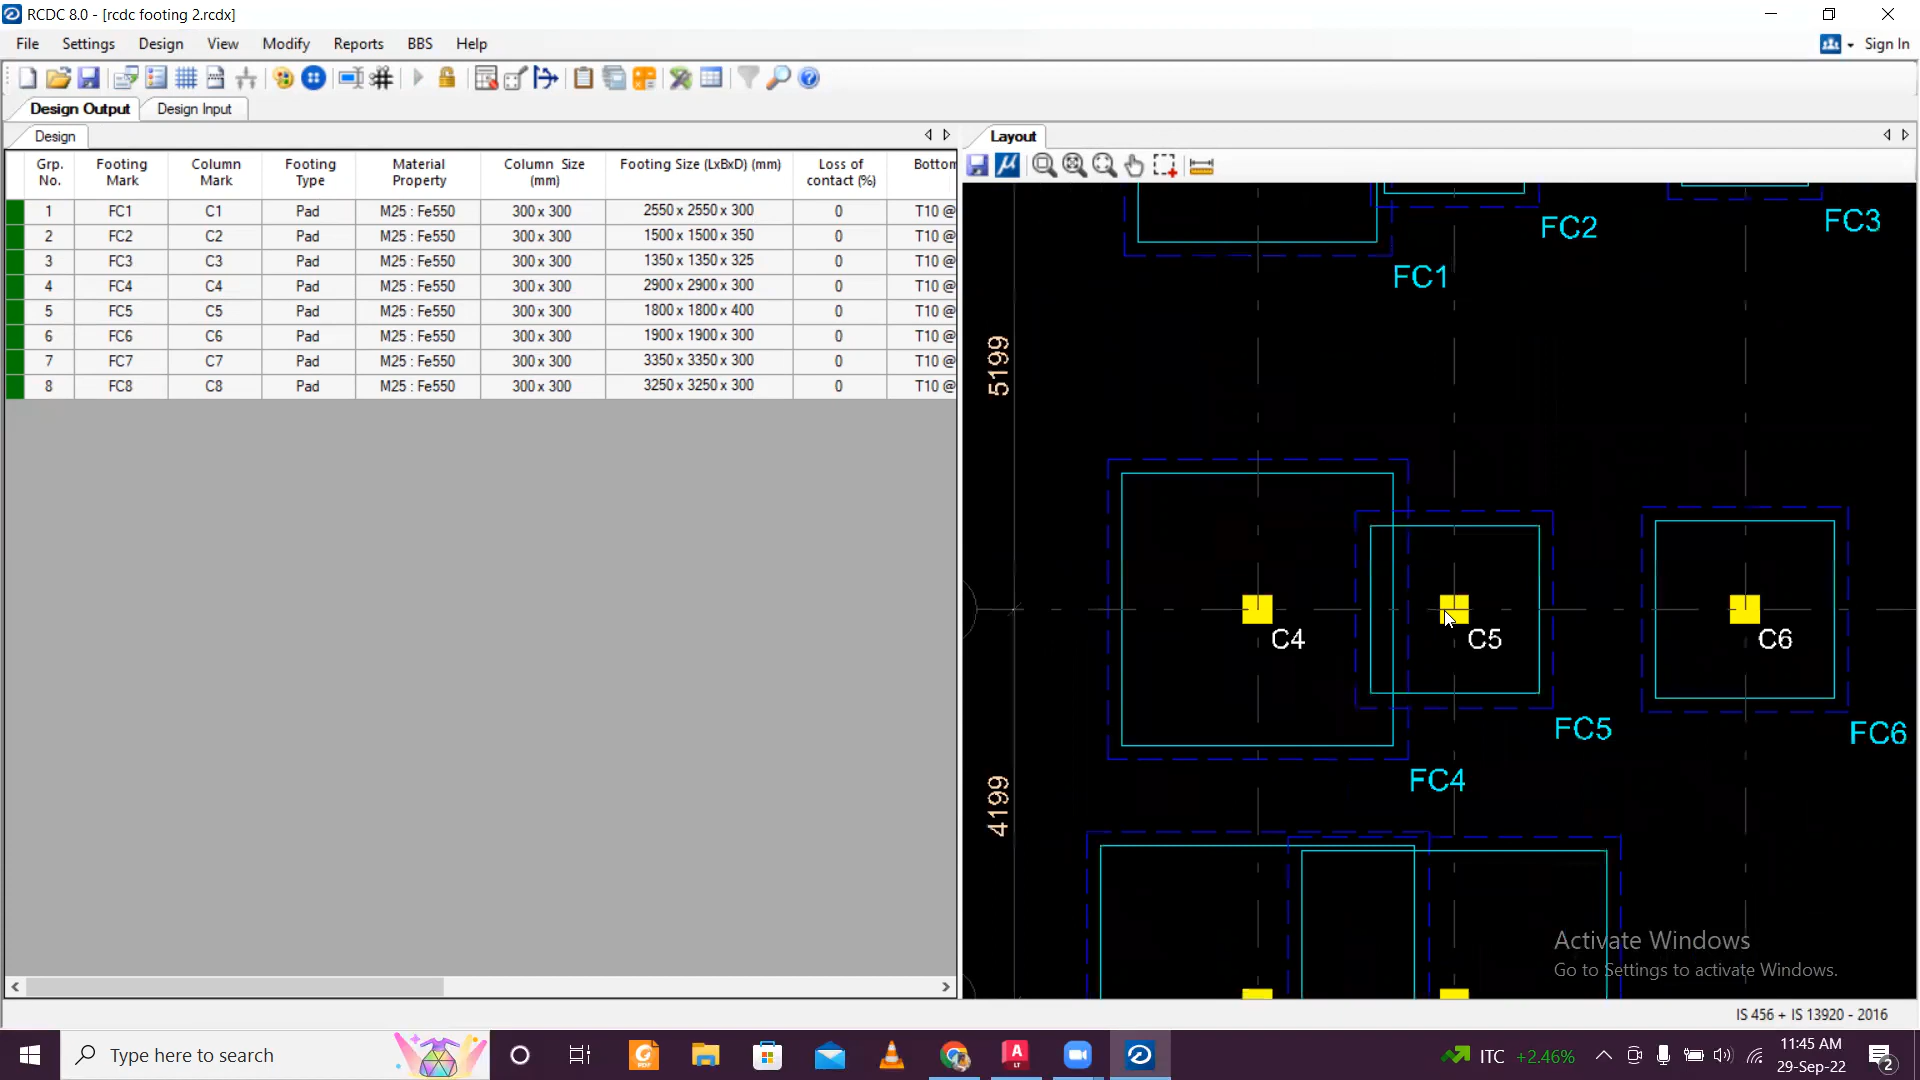 RCDC 8.0 - [rcdc footing 2.rcdx]
File Settings Design View Modify Reports BBS Help Sign In
Design Output Design Input
Design
Layout
Grp. No. Footing Mark Column Mark Footing Type Material Property Column Size (mm) Footing Size (LxBxD) (mm) Loss of contact (%) Bottom
1 FC1 C1 Pad M25 : Fe550 300 x 300 2550 x 2550 x 300 0 T10 @
2 FC2 C2 Pad M25 : Fe550 300 x 300 1500 x 1500 x 350 0 T10 @
3 FC3 C3 Pad M25 : Fe550 300 x 300 1350 x 1350 x 325 0 T10 @
4 FC4 C4 Pad M25 : Fe550 300 x 300 2900 x 2900 x 300 0 T10 @
5 FC5 C5 Pad M25 : Fe550 300 x 300 1800 x 1800 x 400 0 T10 @
6 FC6 C6 Pad M25 : Fe550 300 x 300 1900 x 1900 x 300 0 T10 @
7 FC7 C7 Pad M25 : Fe550 300 x 300 3350 x 3350 x 300 0 T10 @
8 FC8 C8 Pad M25 : Fe550 300 x 300 3250 x 3250 x 300 0 T10 @
FC2
FC3
FC1
5199
C4
C5
C6
FC5
FC6
FC4
4199
Activate Windows
Go to Settings to activate Windows.
IS 456 + IS 13920 - 2016
Type here to search
PDF
LT
ITC +2.46%
11:45 AM
29-Sep-22
2